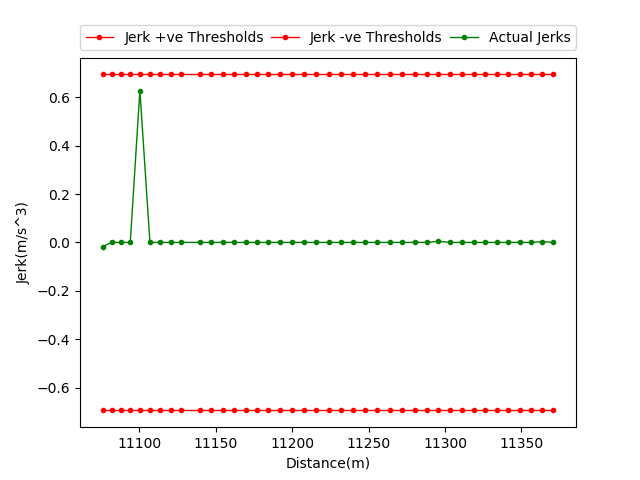 Jerk +ve Thresholds Jerk -ve Thresholds Actual Jerks
0.6
0.4
0.2
0.0
−0.2
−0.4
−0.6
Jerk(m/s^3)
11100 11150 11200 11250 11300 11350
Distance(m)